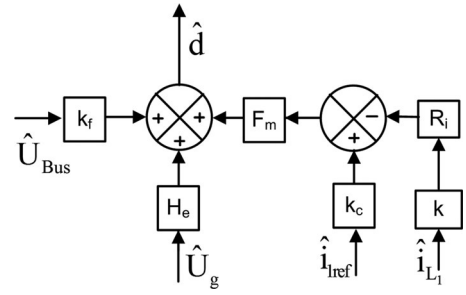 d̂
k_f
+
+
+
F_m
−
+
R_i
Û_Bus
H_e
k_c
k
Û_g
î_lref
î_L₁